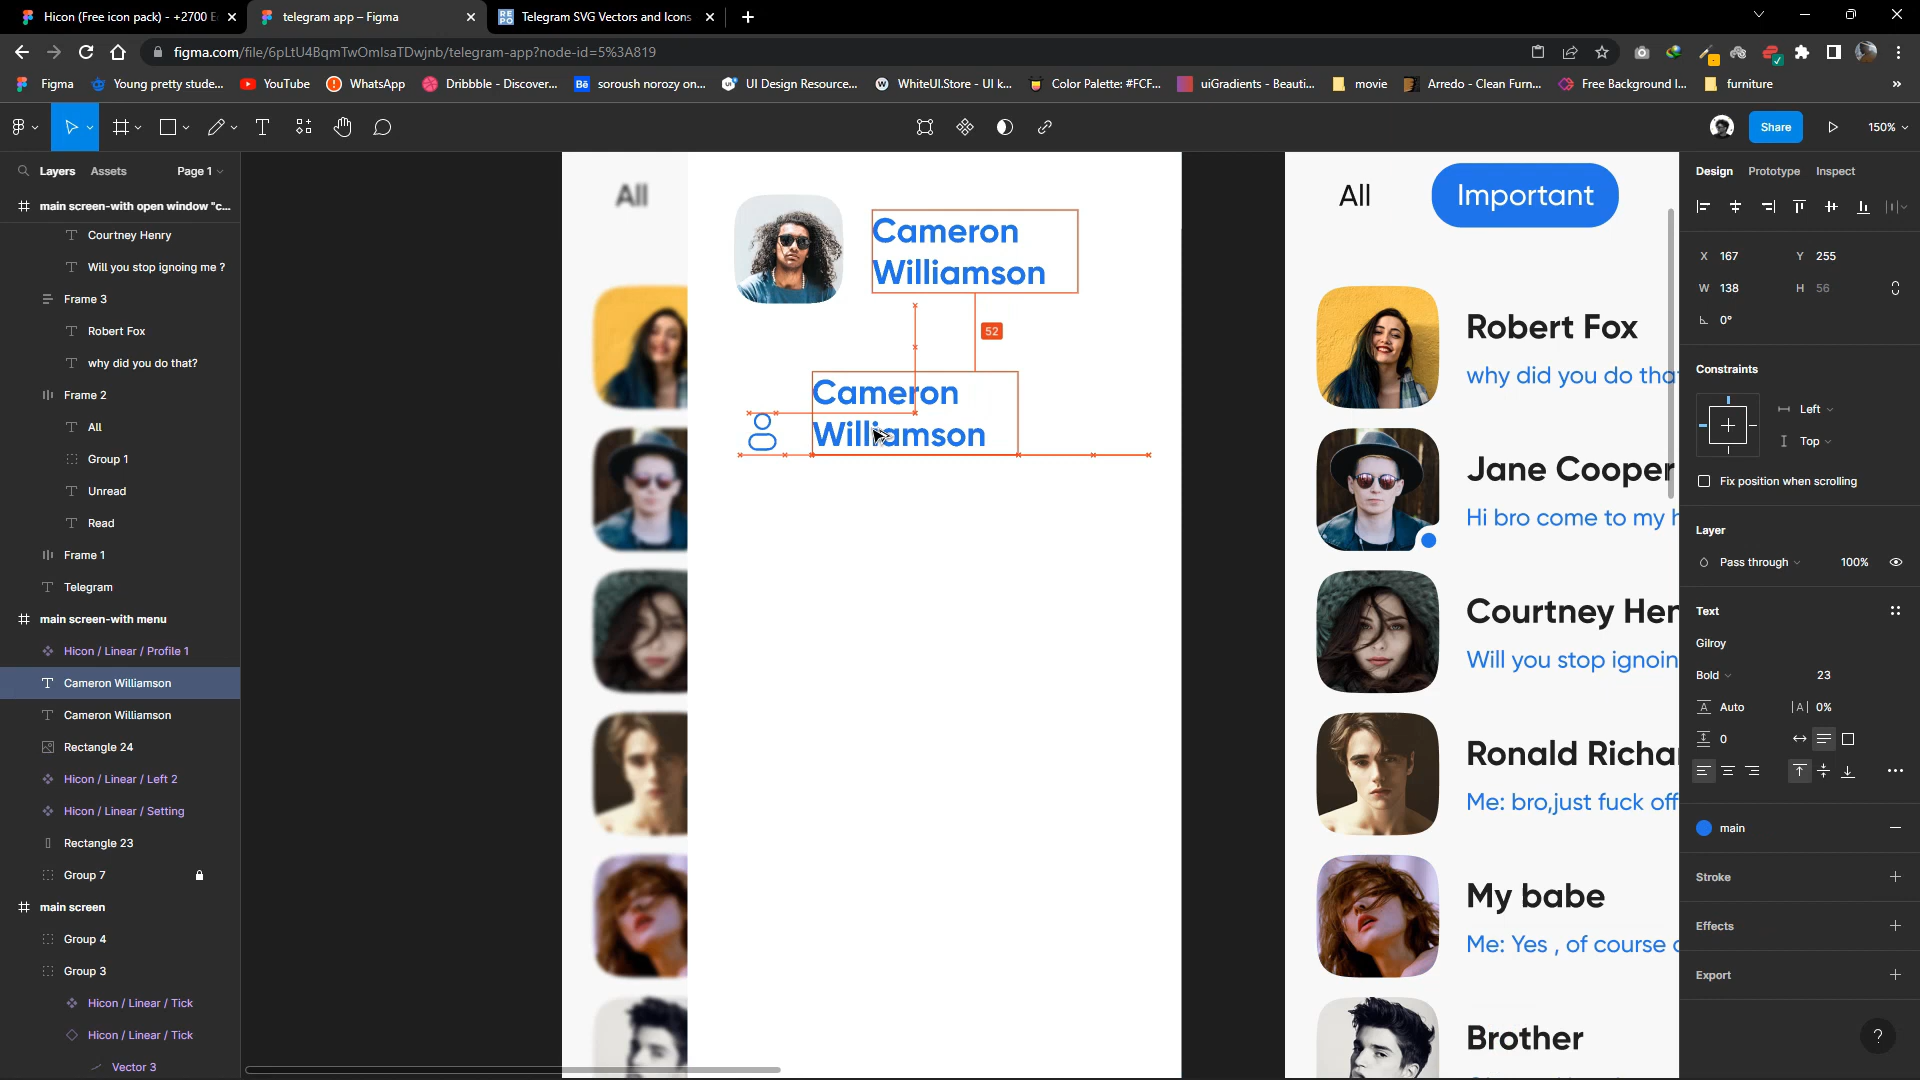 Hicon (Free icon pack) - +2700 E
telegram app – Figma
Telegram SVG Vectors and Icons
figma.com/file/6pLtU4BqmTwOmlsaTDwjnb/telegram-app?node-id=5%3A819
Figma
Young pretty stude...
YouTube
WhatsApp
Dribbble - Discover...
Bē
soroush norozy on...
UI Design Resource...
WhiteUI.Store - UI k...
Color Palette: #FCF...
uiGradients - Beauti...
movie
Arredo - Clean Furn...
Free Background I...
furniture
»
Share
150%
Layers
Assets
Page 1
main screen-with open window "c...
Courtney Henry
Will you stop ignoing me ?
Frame 3
Robert Fox
why did you do that?
Frame 2
All
Group 1
Unread
Read
Frame 1
Telegram
main screen-with menu
Hicon / Linear / Profile 1
Cameron Williamson
Cameron Williamson
Rectangle 24
Hicon / Linear / Left 2
Hicon / Linear / Setting
Rectangle 23
Group 7
main screen
Group 4
Group 3
Hicon / Linear / Tick
Hicon / Linear / Tick
Vector 3
All
Cameron
Williamson
52
Cameron
Williamson
All
Important
Robert Fox
why did you do tha
Jane Cooper
Hi bro come to my h
Courtney Hen
Will you stop ignoin
Ronald Richar
Me: bro,just fuck off
My babe
Me: Yes , of course
Brother
Design
Prototype
Inspect
X 167
Y 255
W 138
H 56
0°
Constraints
Left
Top
Fix position when scrolling
Layer
Pass through
100%
Text
Gilroy
Bold
23
Auto
|A| 0%
0
main
Stroke
Effects
Export
?